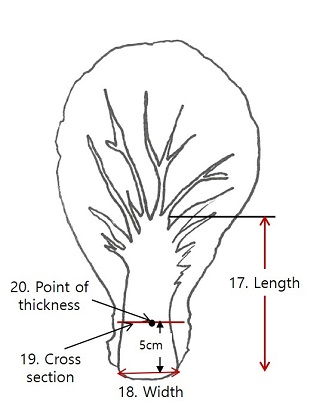 17. Length
20. Point of
thickness
5cm
19. Cross
section
18. Width